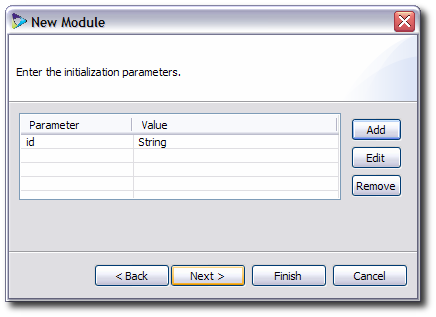 New Module
Enter the initialization parameters.
Parameter Value
id String
Add
Edit
Remove
< Back Next > Finish Cancel